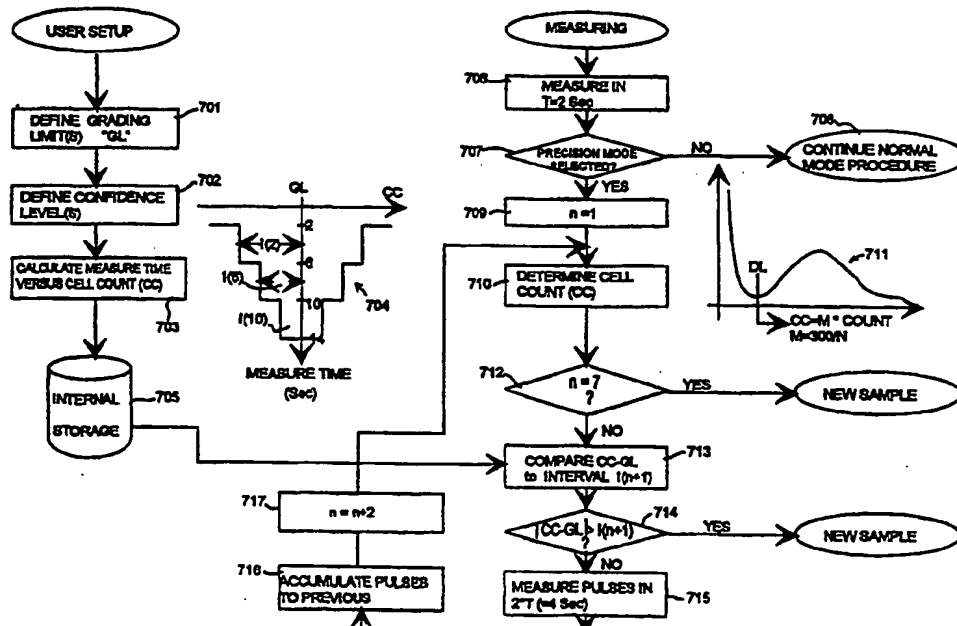 USER SETUP
701
DEFINE GRADING
LIMIT(S) "GL"
702
DEFINE CONFIDENCE
LEVEL(S)
CALCULATE MEASURE TIME
VERSUS CELL COUNT (CC)
703
INTERNAL
STORAGE
705
GL
CC
2
I(2)
6
I(6)
10
I(10)
704
MEASURE TIME
(Sec)
717
n = n+2
716
ACCUMULATE PULSES
TO PREVIOUS
MEASURING
MEASURE IN
T=2 Sec
707
PRECISION MODE
SELECTED?
NO
CONTINUE NORMAL
MODE PROCEDURE
YES
709
n =1
710
DETERMINE CELL
COUNT (CC)
DL
711
CC=M * COUNT
M=300/N
712
n = 7
?
YES
NEW SAMPLE
NO
713
COMPARE CC-GL
to INTERVAL I(n+1)
714
|CC-GL|> I(n+1)
?
YES
NEW SAMPLE
NO
MEASURE PULSES IN
2*T (=4 Sec)
715